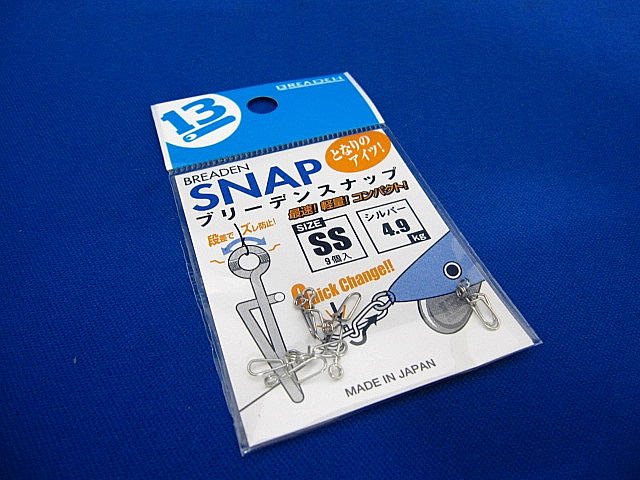 BREADEN
13
BREADEN
SNAP
となりの
アイツ!
ブリーデンスナップ
最速! 軽量! コンパクト!
段差で ズレ防止!
SIZE
SS
9個入
シルバー
4.9
kg
Quick Change!!
MADE IN JAPAN